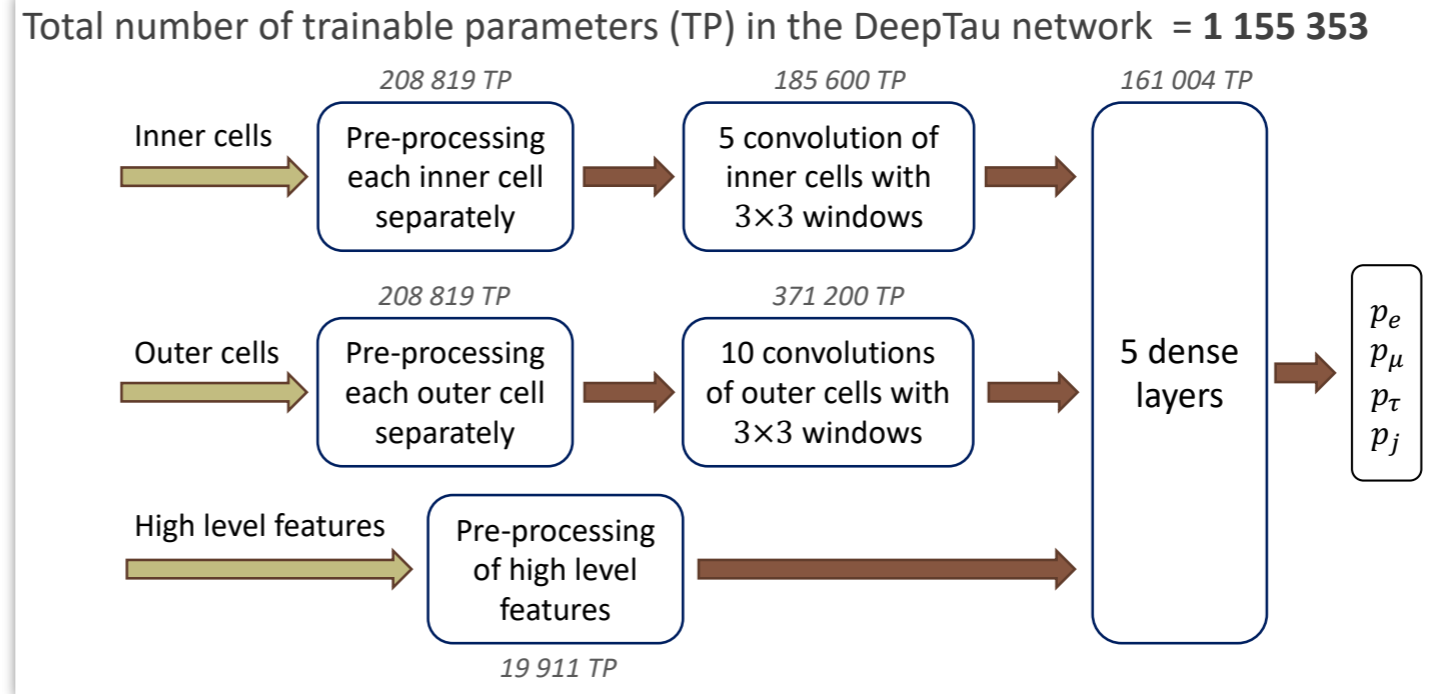 Total number of trainable parameters (TP) in the DeepTau network = 1 155 353
208 819 TP
185 600 TP
161 004 TP
Inner cells
Pre-processing
each inner cell
separately
5 convolution of
inner cells with
3×3 windows
208 819 TP
371 200 TP
Outer cells
Pre-processing
each outer cell
separately
10 convolutions
of outer cells with
3×3 windows
5 dense
layers
p_e
p_μ
p_τ
p_j
High level features
Pre-processing
of high level
features
19 911 TP